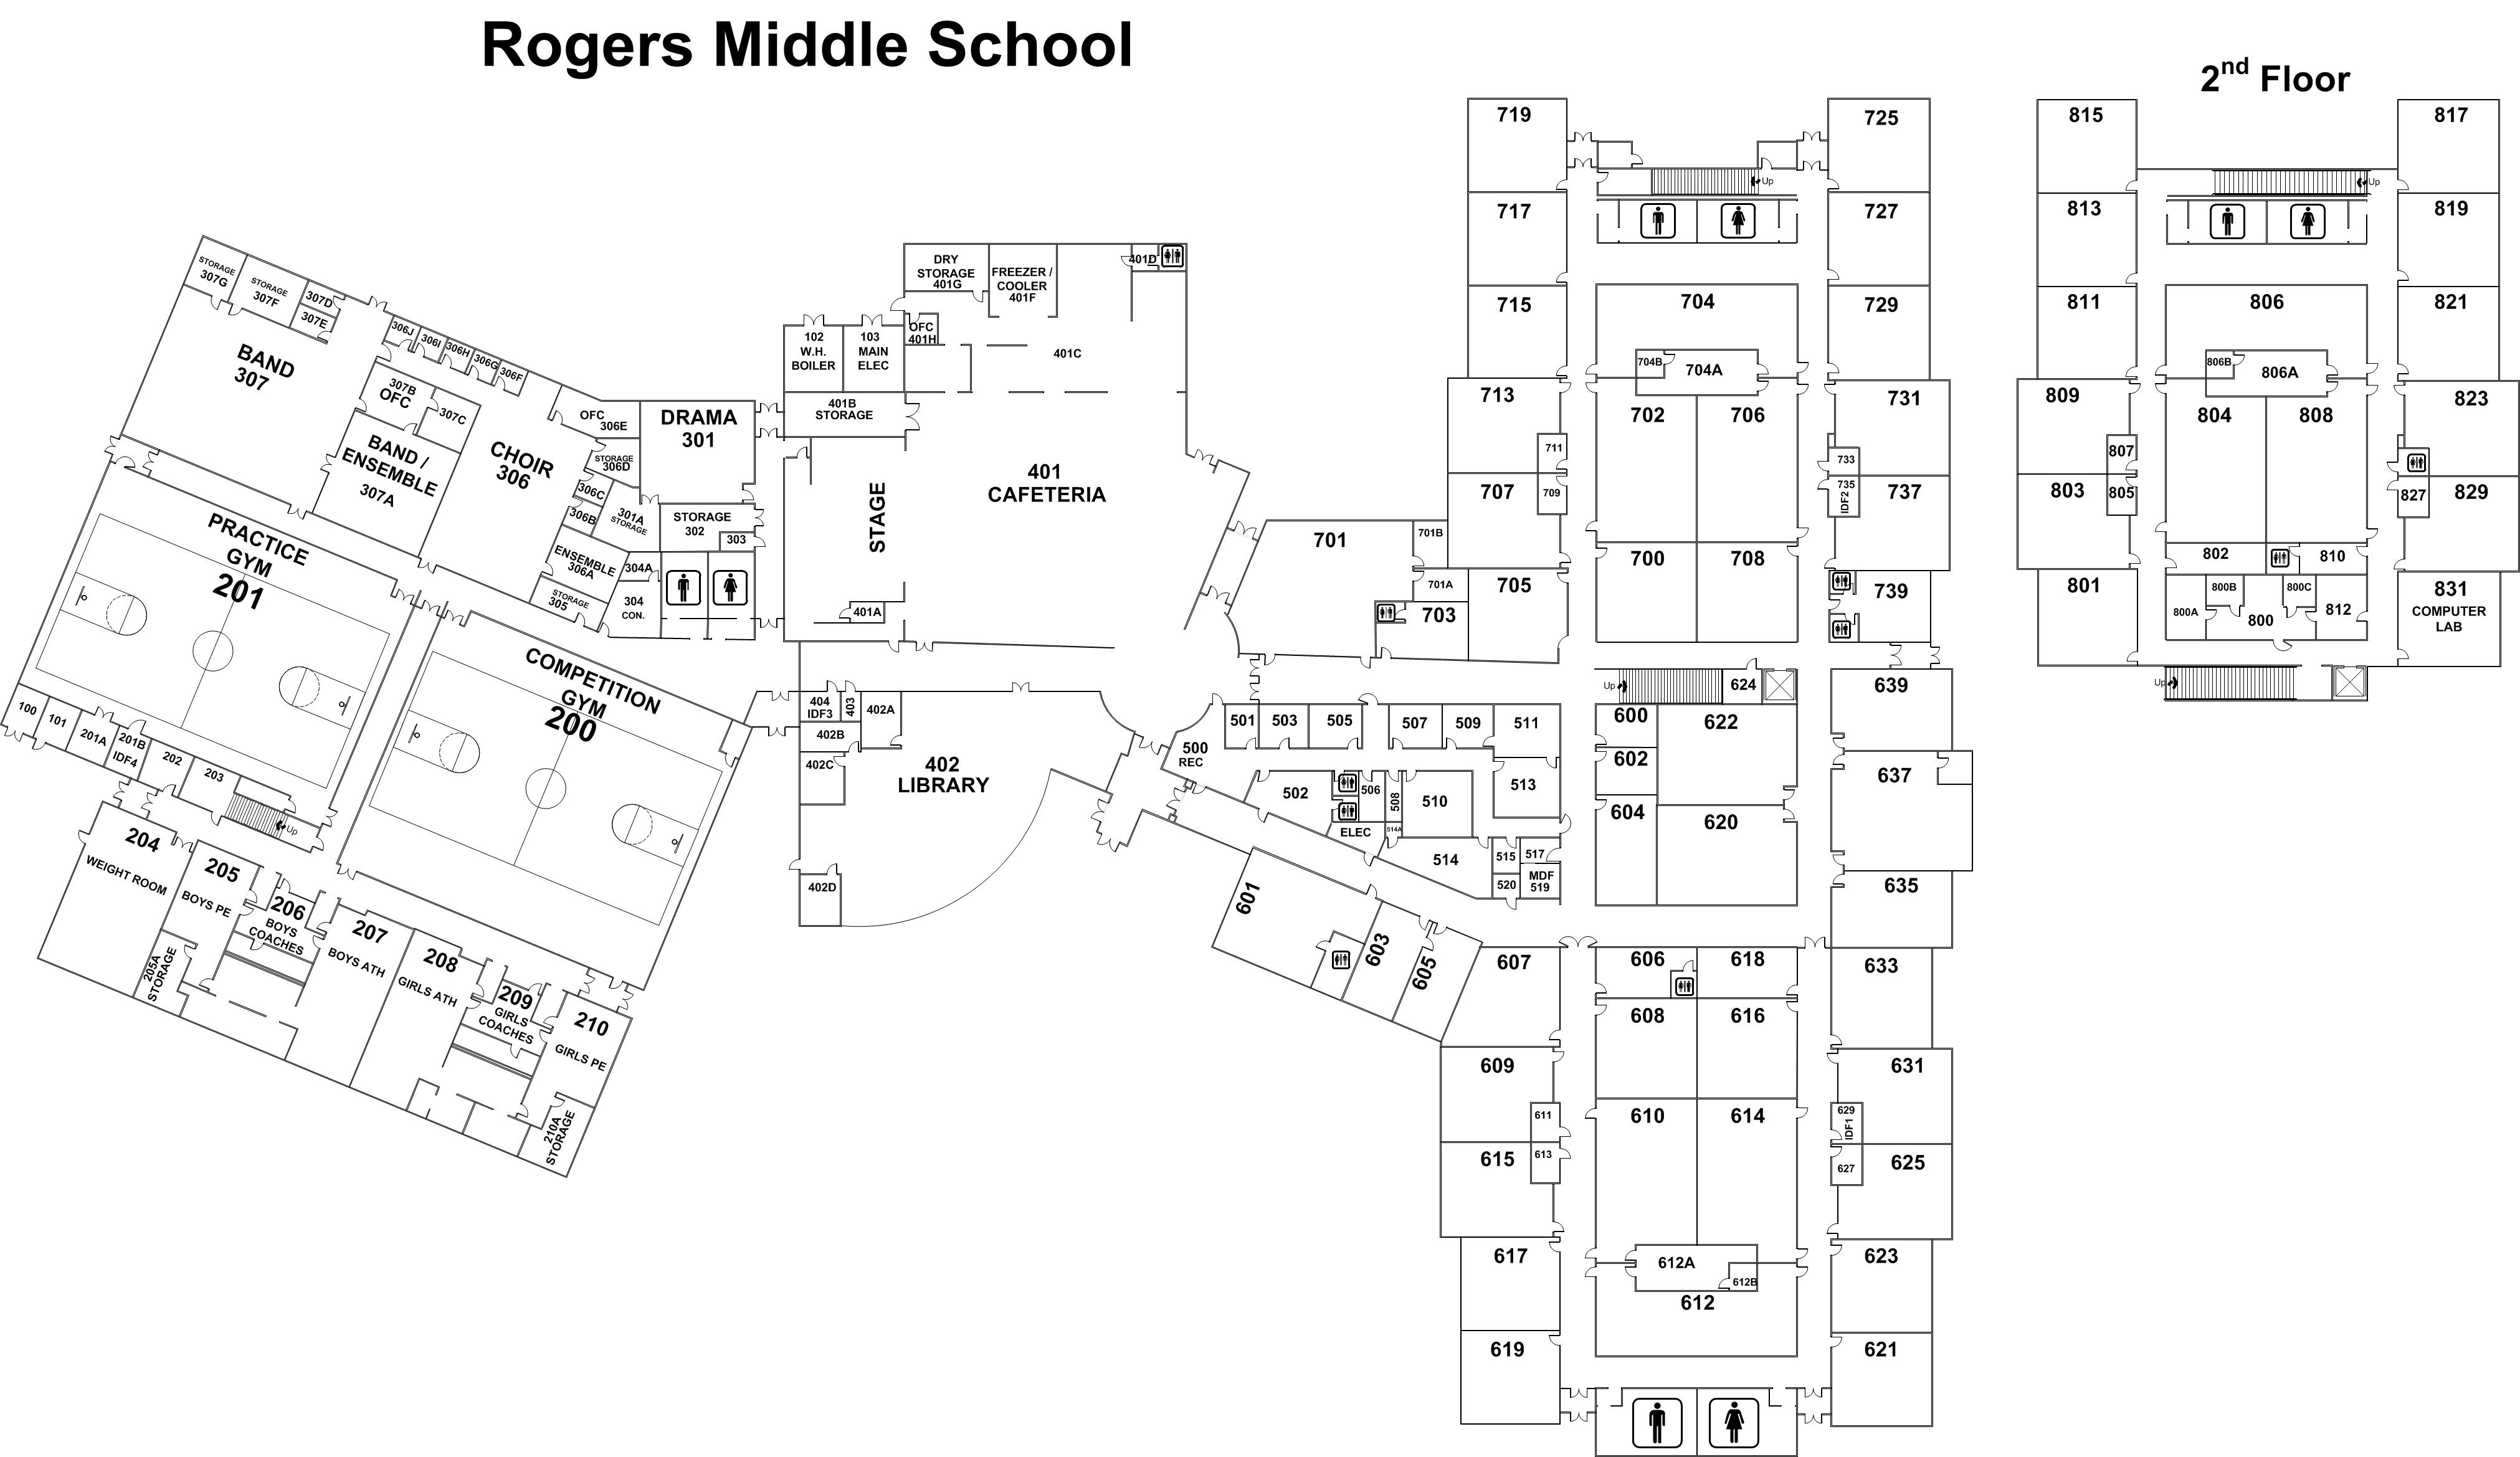 Rogers Middle School
2nd Floor
STORAGE
307G
STORAGE
307F
307D
307E
BAND
307
306J
306I
306H
306G
306F
307B
OFC
307C
BAND /
ENSEMBLE
307A
CHOIR
306
OFC
306E
STORAGE
306D
306C
306B
301A
STORAGE
ENSEMBLE
306A
STORAGE
305
DRAMA
301
STORAGE
302
303
304A
304
CON.
PRACTICE
GYM
201
COMPETITION
GYM
200
100
101
201A
201B
IDF4
202
203
Up
204
WEIGHT ROOM
205
BOYS PE
205A
STORAGE
206
BOYS
COACHES
207
BOYS ATH
208
GIRLS ATH
209
GIRLS
COACHES
210
GIRLS PE
210A
STORAGE
DRY
STORAGE
401G
FREEZER /
COOLER
401F
401D
OFC
401H
102
W.H.
BOILER
103
MAIN
ELEC
401C
401B
STORAGE
401
CAFETERIA
STAGE
401A
404
IDF3
403
402A
402B
402C
402
LIBRARY
402D
500
REC
501
503
505
507
509
511
513
502
506
508
510
ELEC
514A
514
515
517
MDF
519
520
601
603
605
607
609
611
613
615
617
619
719
717
715
713
711
709
707
701
701B
701A
703
705
Up
704
704B
704A
702
706
700
708
725
727
729
731
733
735
IDF2
737
739
Up
624
600
622
602
604
620
639
637
635
606
618
608
616
610
614
612A
612B
612
633
631
629
IDF1
627
625
623
621
815
813
811
809
807
805
803
801
Up
806
806B
806A
804
808
802
810
800B
800C
800A
800
812
Up
817
819
821
823
827
829
831
COMPUTER
LAB